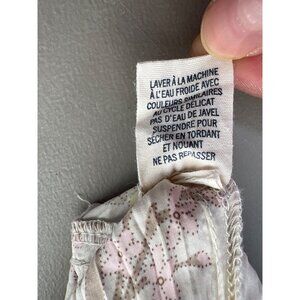 LAVER À LA MACHINE
À L'EAU FROIDE AVEC
COULEURS SIMILAIRES
AU CYCLE DÉLICAT
PAS D'EAU DE JAVEL
SUSPENDRE POUR
SÉCHER EN TORDANT
ET NOUANT
NE PAS REPASSER